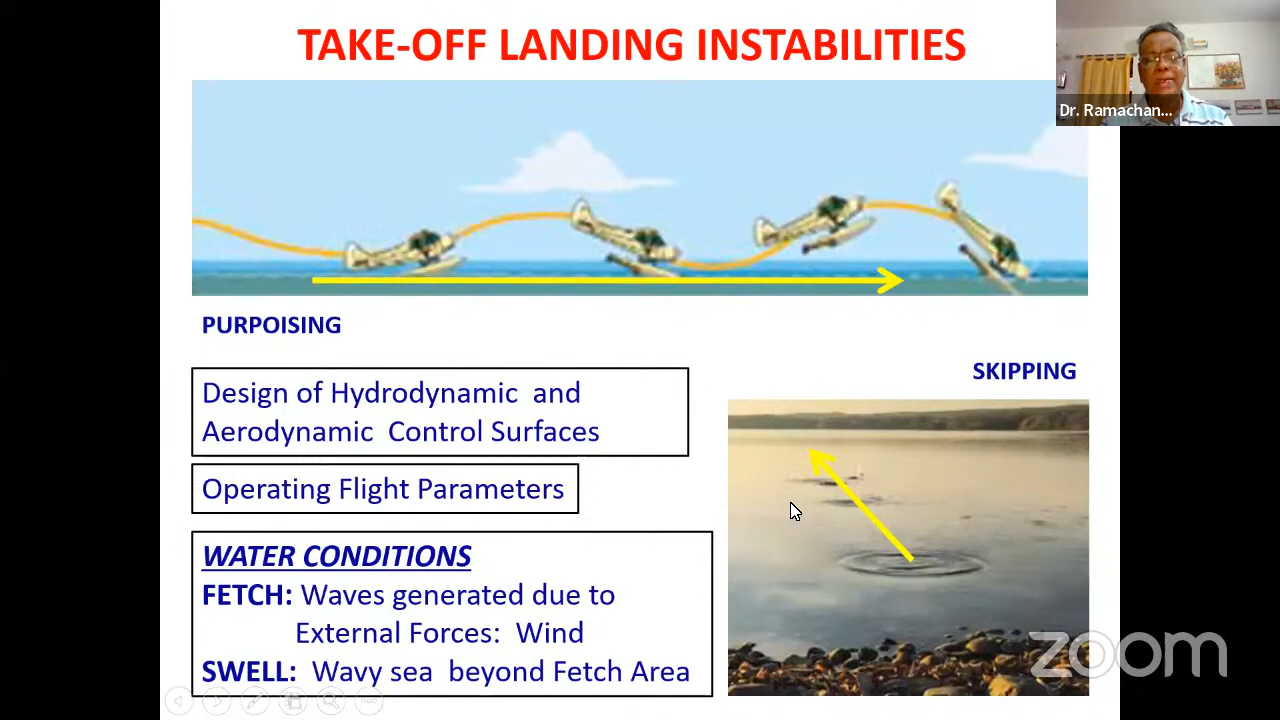 TAKE-OFF LANDING INSTABILITIES
Dr. Ramachan...
PURPOISING
SKIPPING
Design of Hydrodynamic and
Aerodynamic Control Surfaces
Operating Flight Parameters
WATER CONDITIONS
FETCH: Waves generated due to
External Forces: Wind
SWELL: Wavy sea beyond Fetch Area
zoom